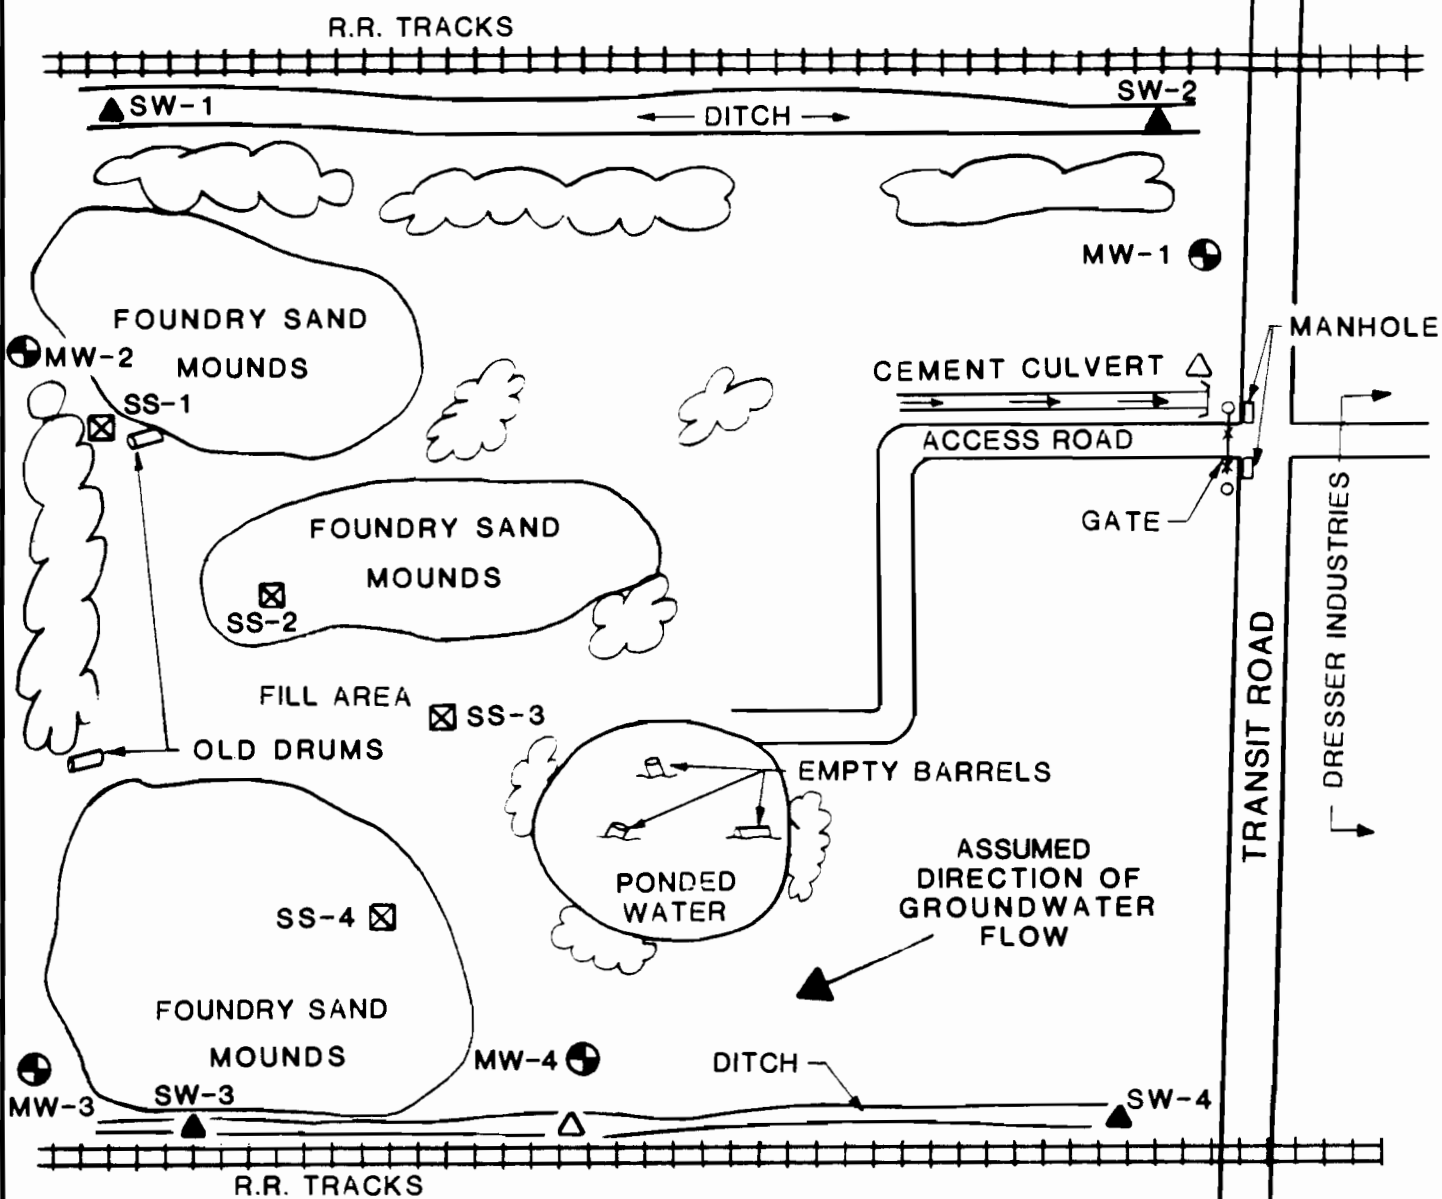 R.R. TRACKS
SW-1
SW-2
DITCH
MW-1
FOUNDRY SAND
MOUNDS
MANHOLE
MW-2
CEMENT CULVERT
SS-1
ACCESS ROAD
GATE
FOUNDRY SAND
MOUNDS
SS-2
DRESSER INDUSTRIES
TRANSIT ROAD
FILL AREA
SS-3
OLD DRUMS
EMPTY BARRELS
PONDED
WATER
ASSUMED
DIRECTION OF
GROUNDWATER
FLOW
SS-4
FOUNDRY SAND
MOUNDS
MW-4
DITCH
MW-3
SW-3
SW-4
R.R. TRACKS